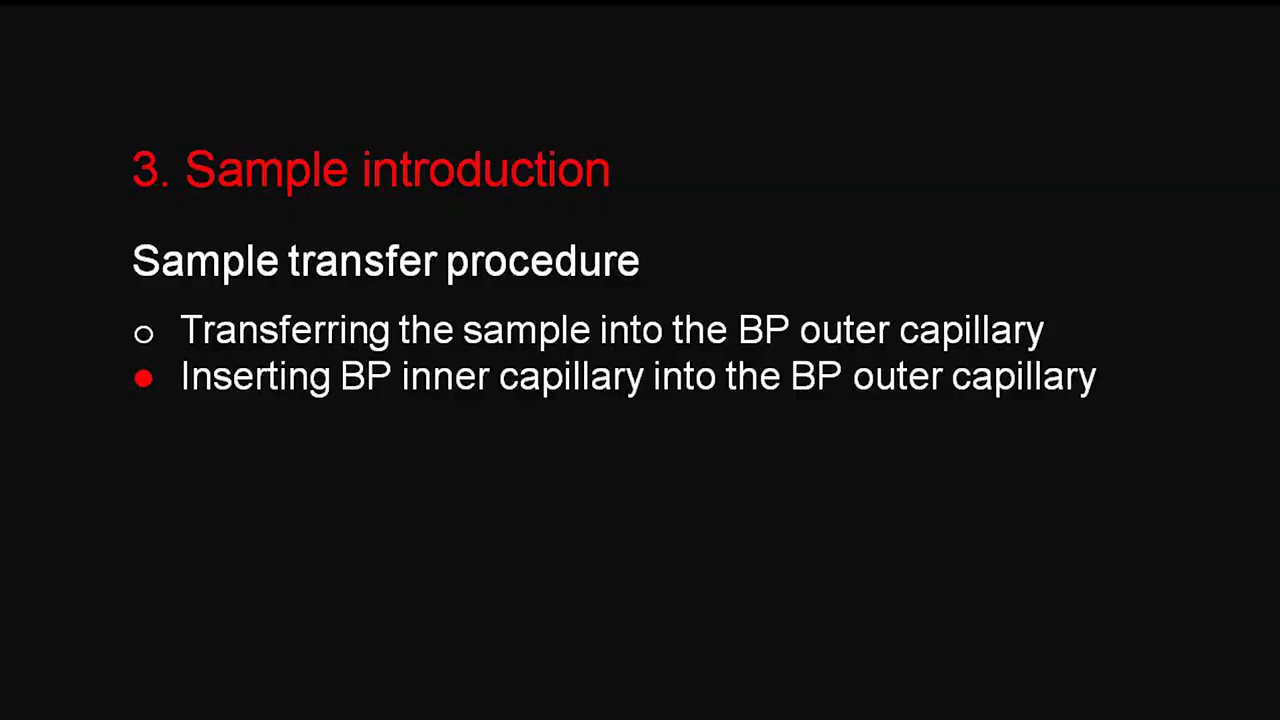 3. Sample introduction
Sample transfer procedure
Transferring the sample into the BP outer capillary
Inserting BP inner capillary into the BP outer capillary